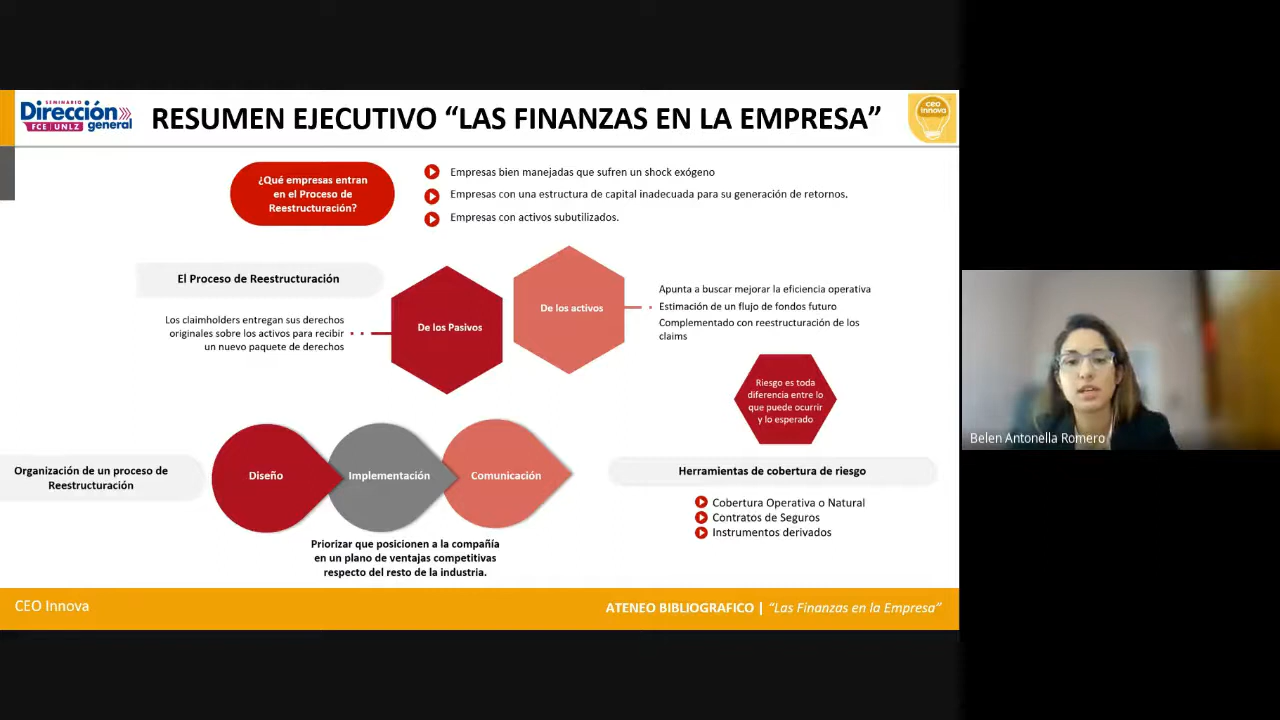 SEMINARIO
Dirección
FCE UNLZ general
RESUMEN EJECUTIVO “LAS FINANZAS EN LA EMPRESA”
ceo
innova
¿Qué empresas entran
en el Proceso de
Reestructuración?
Empresas bien manejadas que sufren un shock exógeno
Empresas con una estructura de capital inadecuada para su generación de retornos.
Empresas con activos subutilizados.
El Proceso de Reestructuración
Los claimholders entregan sus derechos
originales sobre los activos para recibir
un nuevo paquete de derechos
De los Pasivos
De los activos
Apunta a buscar mejorar la eficiencia operativa
Estimación de un flujo de fondos futuro
Complementado con reestructuración de los
claims
Riesgo es toda
diferencia entre lo
que puede ocurrir
y lo esperado
Organización de un proceso de
Reestructuración
Diseño
Implementación
Comunicación
Priorizar que posicionen a la compañía
en un plano de ventajas competitivas
respecto del resto de la industria.
Herramientas de cobertura de riesgo
Cobertura Operativa o Natural
Contratos de Seguros
Instrumentos derivados
CEO Innova
ATENEO BIBLIOGRAFICO | “Las Finanzas en la Empresa”
Belen Antonella Romero